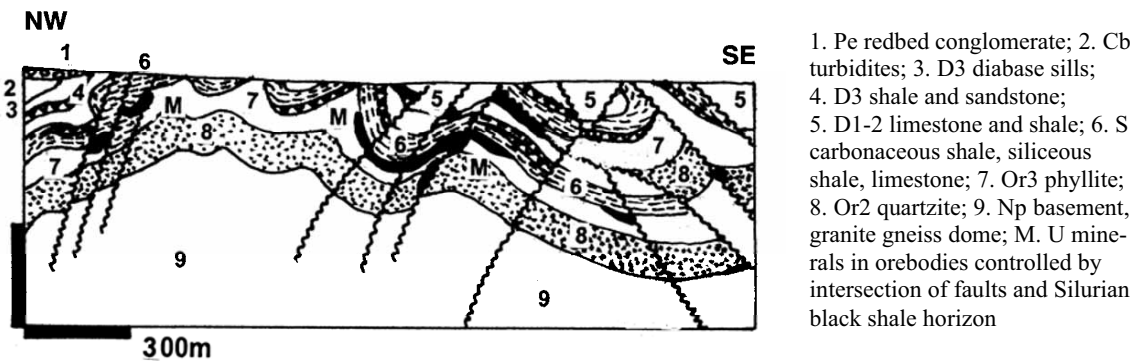 NW
SE
1
6
2
3
4
M
7
5
5
5
8
M
6
7
7
M
8
6
8
9
9
300m
1. Pe redbed conglomerate; 2. Cb
turbidites; 3. D3 diabase sills;
4. D3 shale and sandstone;
5. D1-2 limestone and shale; 6. S
carbonaceous shale, siliceous
shale, limestone; 7. Or3 phyllite;
8. Or2 quartzite; 9. Np basement,
granite gneiss dome; M. U mine-
rals in orebodies controlled by
intersection of faults and Silurian
black shale horizon